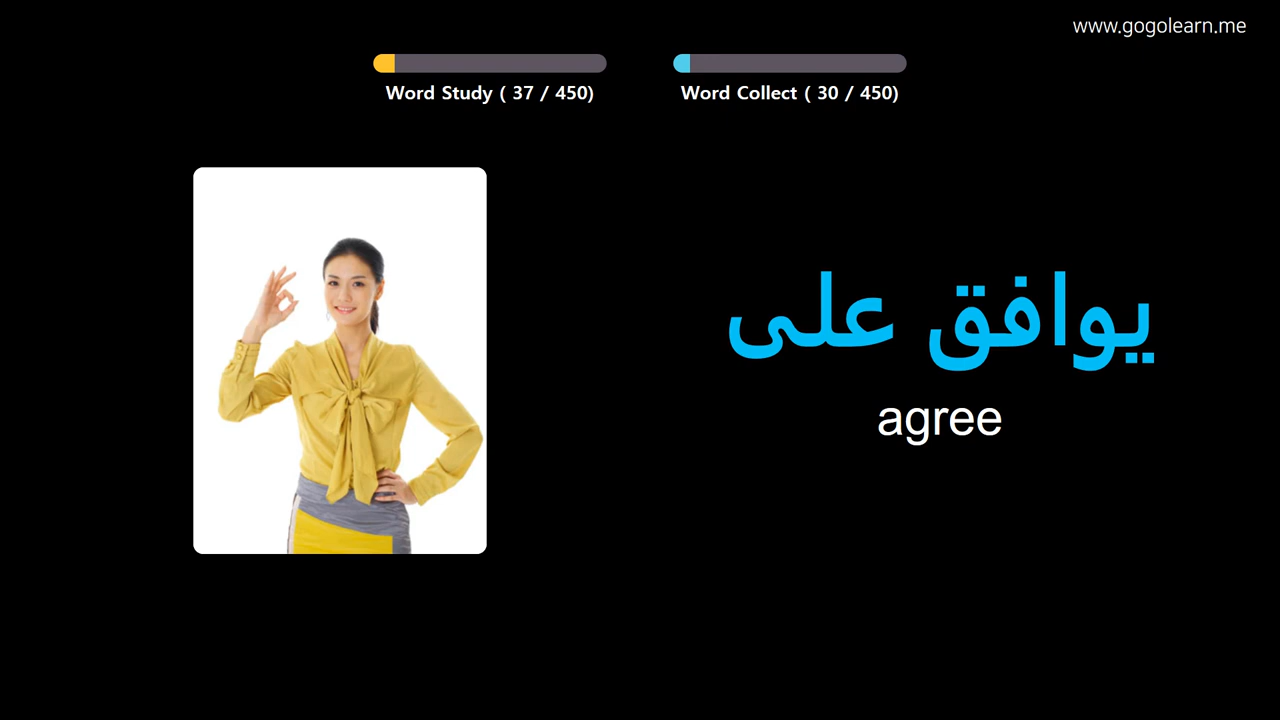 www.gogolearn.me
Word Study ( 37 / 450)
Word Collect ( 30 / 450)
يوافق على
agree